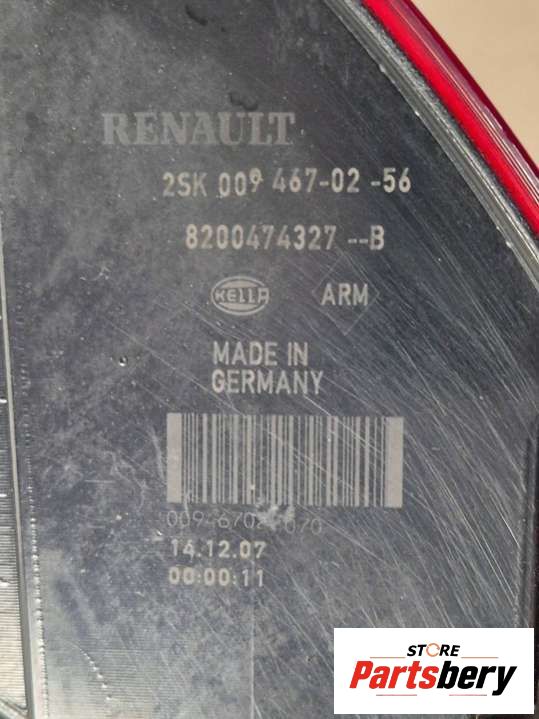 RENAULT
2SK 009 467-02-56
8200474327--B
HELLA ARM
MADE IN
GERMANY
14.12.07
00:00:11
STORE
Partsbery